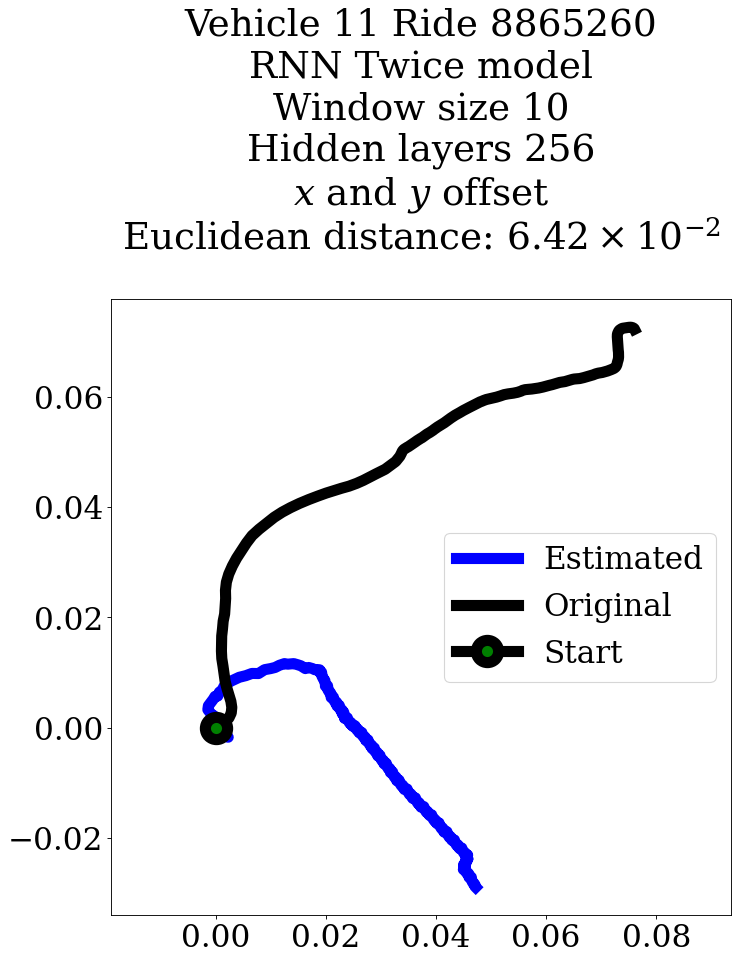 Vehicle 11 Ride 8865260
RNN Twice model
Window size 10
Hidden layers 256
x and y offset
Euclidean distance: 6.42 × 10⁻²
0.06
0.04
Estimated
Original
0.02
Start
0.00
−0.02
0.00 0.02 0.04 0.06 0.08